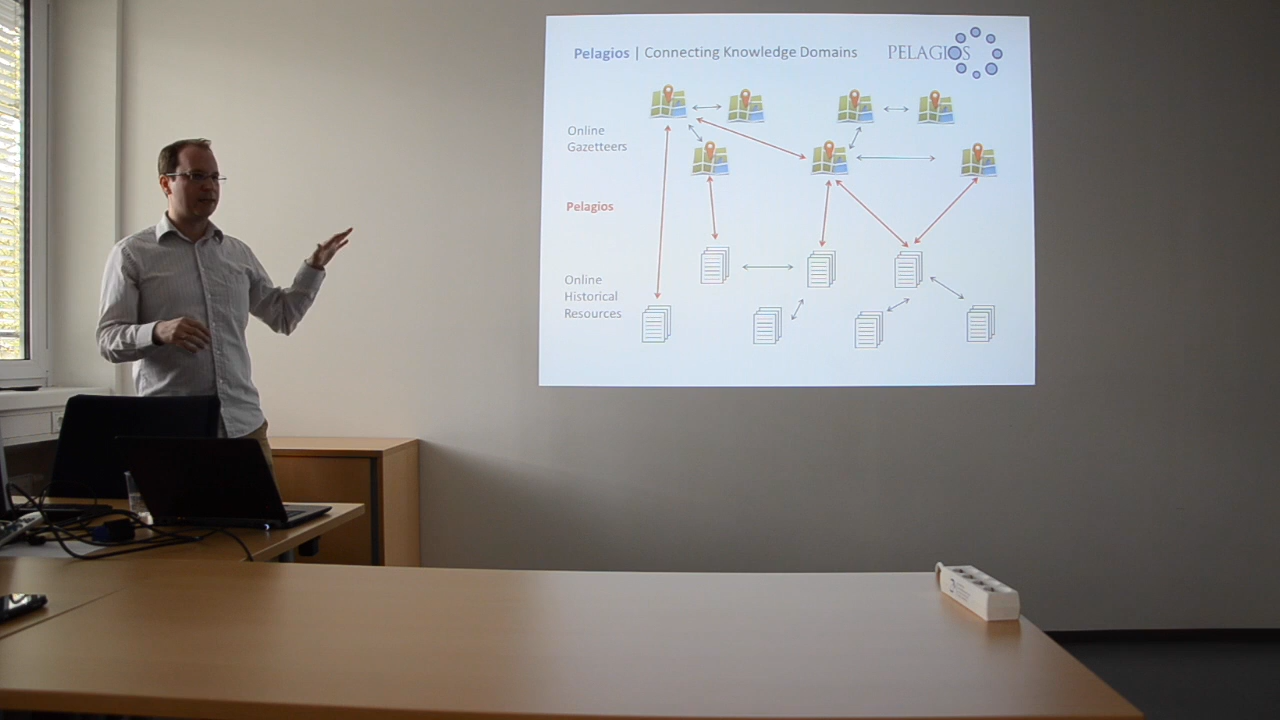 Pelagios | Connecting Knowledge Domains
PELAGIOS
Online
Gazetteers
Pelagios
Online
Historical
Resources